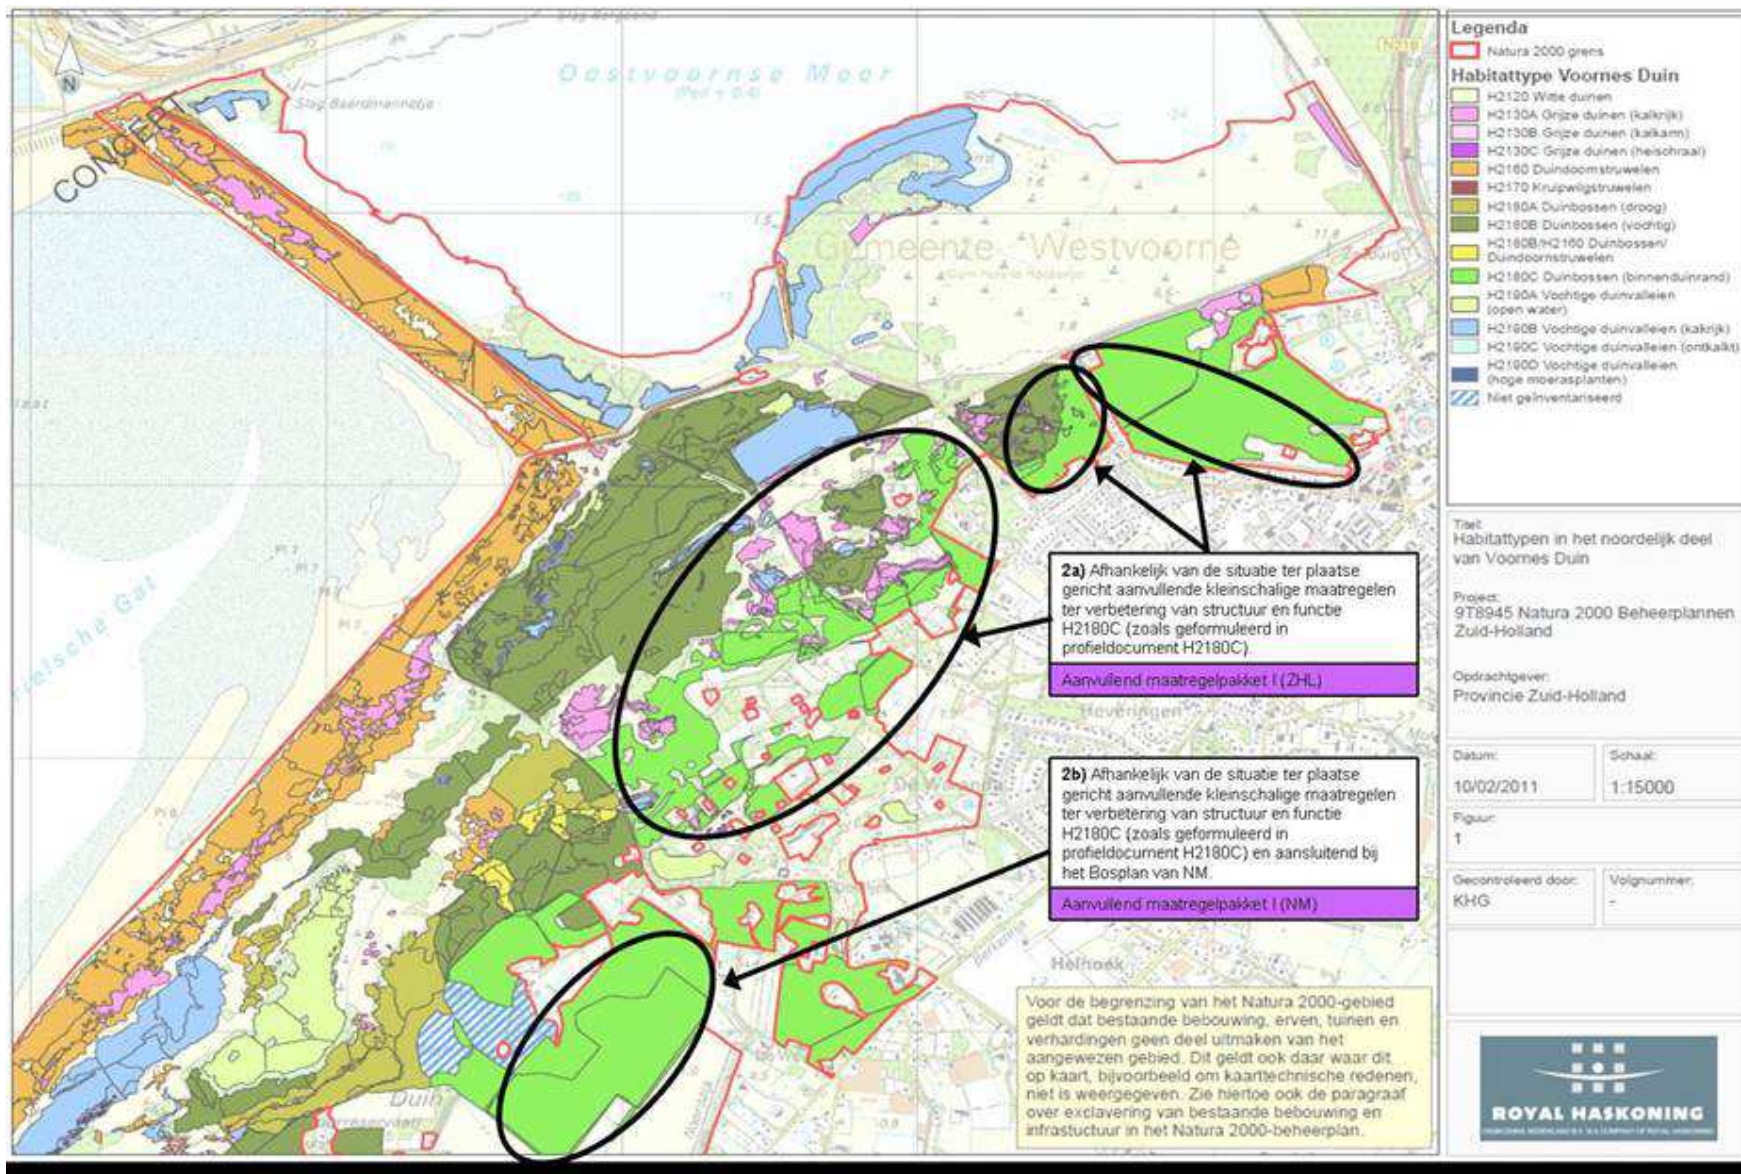 Slag Bergeend
Oostvoornse Meer
(Peil ± 0.4)
N218
Slag Baardmannetje
N
CONCEPT
Gemeente Westvoorne
2a) Afhankelijk van de situatie ter plaatse
gericht aanvullende kleinschalige maatregelen
ter verbetering van structuur en functie
H2180C (zoals geformuleerd in
profieldocument H2180C).
Aanvullend maatregelpakket I (ZHL)
Heveringen
2b) Afhankelijk van de situatie ter plaatse
gericht aanvullende kleinschalige maatregelen
ter verbetering van structuur en functie
H2180C (zoals geformuleerd in
profieldocument H2180C) en aansluitend bij
het Bosplan van NM.
Aanvullend maatregelpakket I (NM)
Helhoek
Duin
Voor de begrenzing van het Natura 2000-gebied
geldt dat bestaande bebouwing, erven, tuinen en
verhardingen geen deel uitmaken van het
aangewezen gebied. Dit geldt ook daar waar dit
op kaart, bijvoorbeeld om kaarttechnische redenen,
niet is weergegeven. Zie hiertoe ook de paragraaf
over exclavering van bestaande bebouwing en
infrastuctuur in het Natura 2000-beheerplan.
Legenda
Natura 2000 grens
Habitattype Voornes Duin
H2120 Witte duinen
H2130A Grijze duinen (kalkrijk)
H2130B Grijze duinen (kalkarm)
H2130C Grijze duinen (heischraal)
H2160 Duindoornstruwelen
H2170 Kruipwilgstruwelen
H2180A Duinbossen (droog)
H2180B Duinbossen (vochtig)
H2180B/H2160 Duinbossen/
Duindoornstruwelen
H2180C Duinbossen (binnenduinrand)
H2190A Vochtige duinvalleien
(open water)
H2190B Vochtige duinvalleien (kalkrijk)
H2190C Vochtige duinvalleien (ontkalkt)
H2190D Vochtige duinvalleien
(hoge moerasplanten)
Niet geïnventariseerd
Titel:
Habitattypen in het noordelijk deel
van Voornes Duin
Project:
9T8945 Natura 2000 Beheerplannen
Zuid-Holland
Opdrachtgever:
Provincie Zuid-Holland
Datum:
10/02/2011
Schaal:
1:15000
Figuur:
1
Gecontroleerd door:
KHG
Volgnummer:
-
ROYAL HASKONING